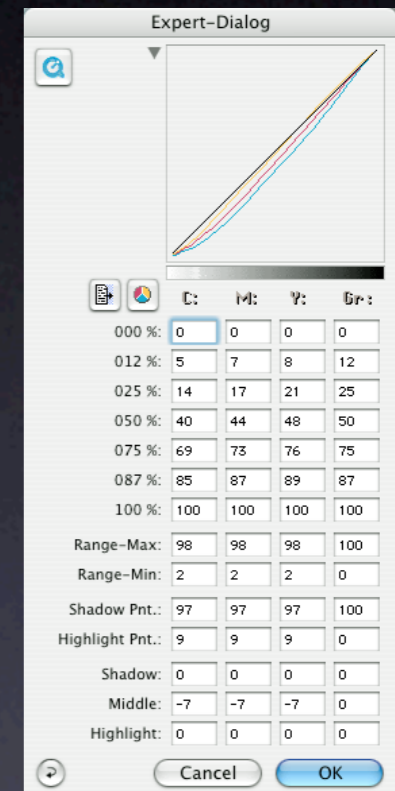 Expert-Dialog
C: M: Y: Gr:
000 %: 0 0 0 0
012 %: 5 7 8 12
025 %: 14 17 21 25
050 %: 40 44 48 50
075 %: 69 73 76 75
087 %: 85 87 89 87
100 %: 100 100 100 100
Range-Max: 98 98 98 100
Range-Min: 2 2 2 0
Shadow Pnt.: 97 97 97 100
Highlight Pnt.: 9 9 9 0
Shadow: 0 0 0 0
Middle: -7 -7 -7 0
Highlight: 0 0 0 0
Cancel OK